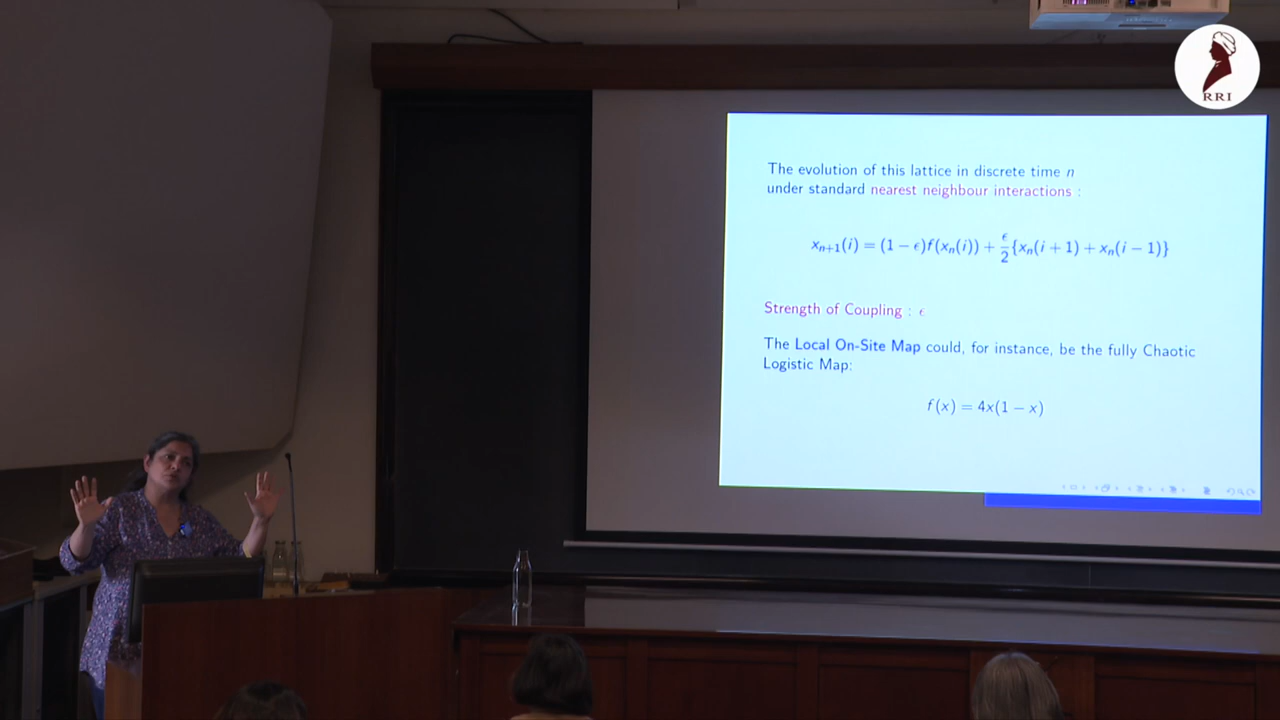 RRI
The evolution of this lattice in discrete time n
under standard nearest neighbour interactions :
xₙ₊₁(i) = (1 − ϵ)f(xₙ(i)) + ϵ/2 {xₙ(i + 1) + xₙ(i − 1)}
Strength of Coupling : ϵ
The Local On-Site Map could, for instance, be the fully Chaotic
Logistic Map:
f(x) = 4x(1 − x)